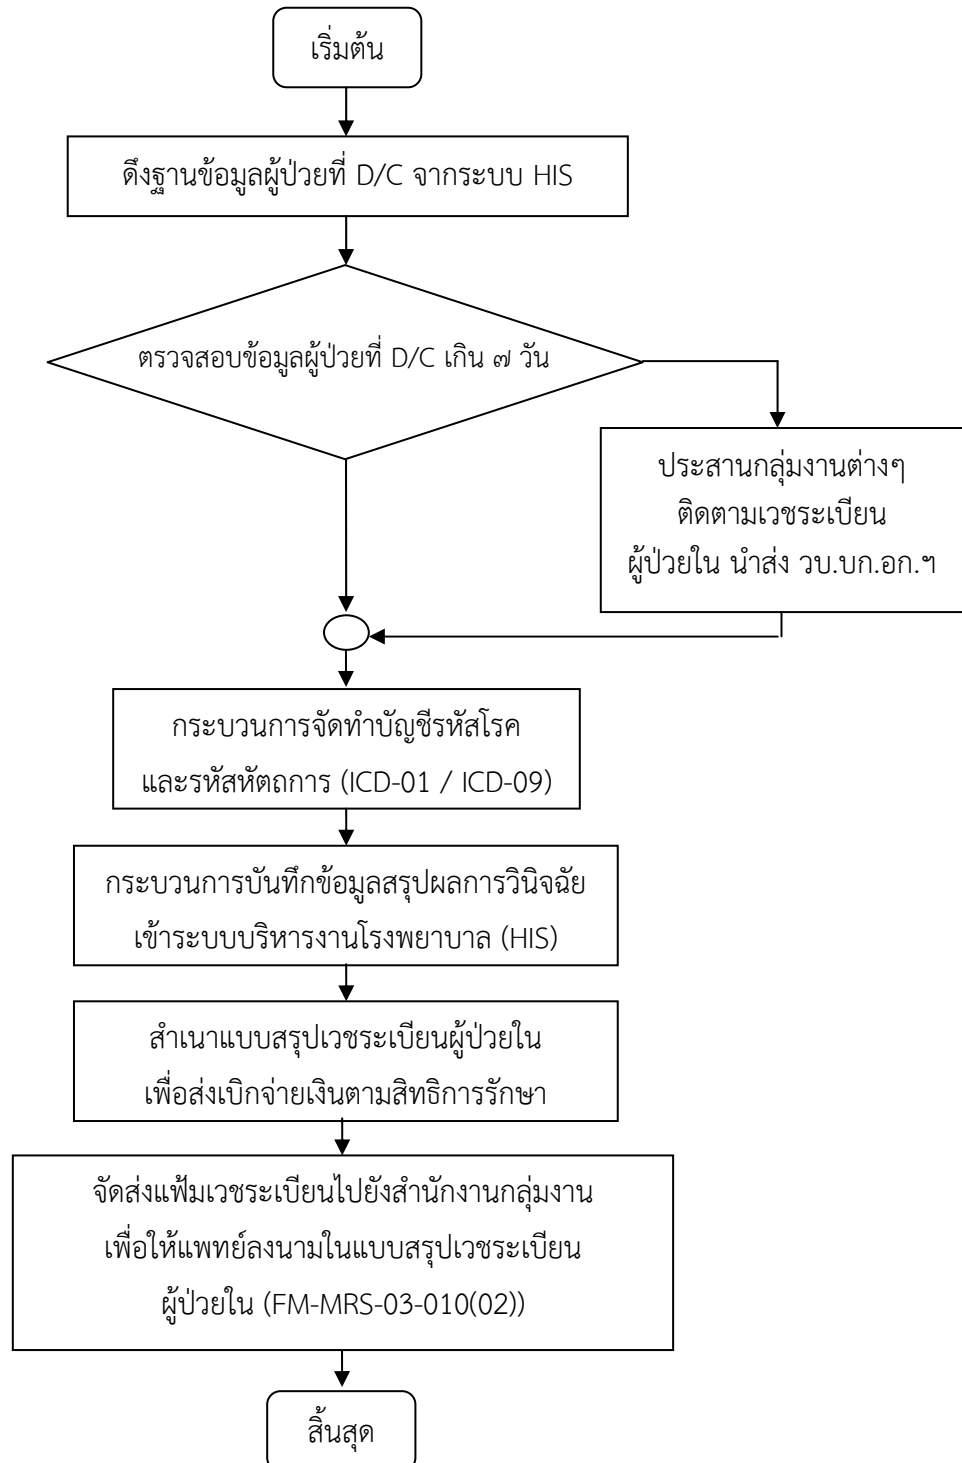 เริ่มต้น
ดึงฐานข้อมูลผู้ป่วยที่ D/C จากระบบ HIS
ตรวจสอบข้อมูลผู้ป่วยที่ D/C เกิน ๗ วัน
ประสานกลุ่มงานต่างๆ
ติดตามเวชระเบียน
ผู้ป่วยใน นำส่ง วบ.บก.อก.ฯ
กระบวนการจัดทำบัญชีรหัสโรค
และรหัสหัตถการ (ICD-01 / ICD-09)
กระบวนการบันทึกข้อมูลสรุปผลการวินิจฉัย
เข้าระบบบริหารงานโรงพยาบาล (HIS)
สำเนาแบบสรุปเวชระเบียนผู้ป่วยใน
เพื่อส่งเบิกจ่ายเงินตามสิทธิการรักษา
จัดส่งแฟ้มเวชระเบียนไปยังสำนักงานกลุ่มงาน
เพื่อให้แพทย์ลงนามในแบบสรุปเวชระเบียน
ผู้ป่วยใน (FM-MRS-03-010(02))
สิ้นสุด